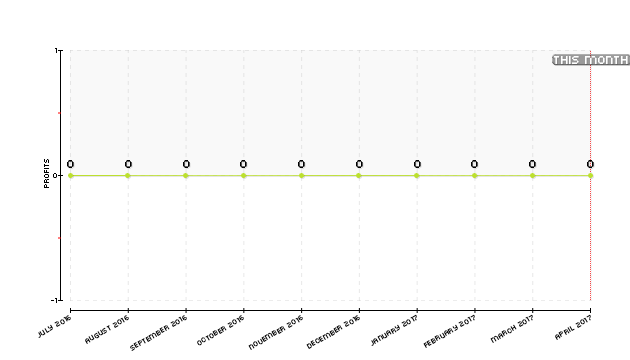 1
THIS MONTH
0 0 0 0 0 0 0 0 0 0
PROFITS
0
-1
JULY 2016
AUGUST 2016
SEPTEMBER 2016
OCTOBER 2016
NOVEMBER 2016
DECEMBER 2016
JANUARY 2017
FEBRUARY 2017
MARCH 2017
APRIL 2017